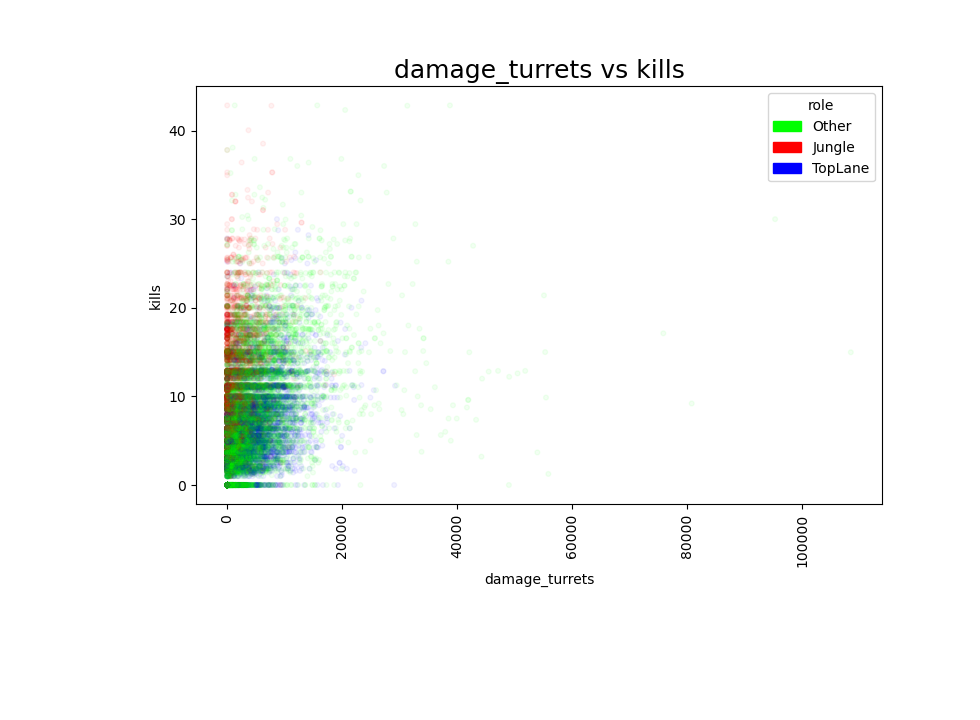 damage_turrets vs kills
role
Other
Jungle
TopLane
40
30
20
10
0
kills
0
20000
40000
60000
80000
100000
damage_turrets